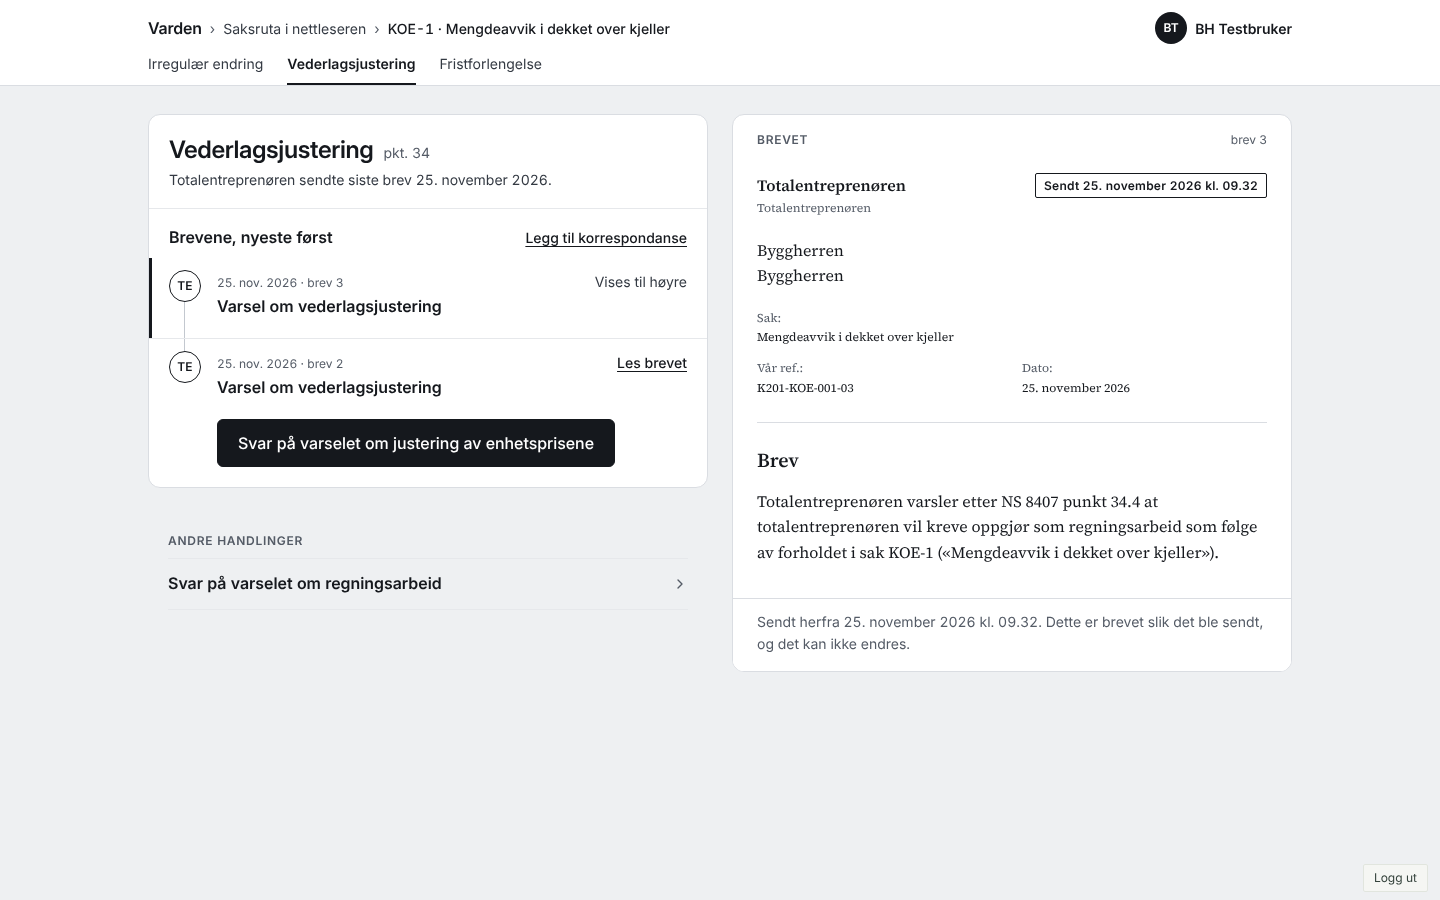 Varden › Saksruta i nettleseren › KOE-1 · Mengdeavvik i dekket over kjeller
BT BH Testbruker
Irregulær endring Vederlagsjustering Fristforlengelse
Vederlagsjustering pkt. 34
Totalentreprenøren sendte siste brev 25. november 2026.
Brevene, nyeste først Legg til korrespondanse
TE 25. nov. 2026 · brev 3 Vises til høyre
Varsel om vederlagsjustering
TE 25. nov. 2026 · brev 2 Les brevet
Varsel om vederlagsjustering
Svar på varselet om justering av enhetsprisene
ANDRE HANDLINGER
Svar på varselet om regningsarbeid
BREVET brev 3
Totalentreprenøren Sendt 25. november 2026 kl. 09.32
Totalentreprenøren
Byggherren
Byggherren
Sak:
Mengdeavvik i dekket over kjeller
Vår ref.: Dato:
K201-KOE-001-03 25. november 2026
Brev
Totalentreprenøren varsler etter NS 8407 punkt 34.4 at
totalentreprenøren vil kreve oppgjør som regningsarbeid som følge
av forholdet i sak KOE-1 («Mengdeavvik i dekket over kjeller»).
Sendt herfra 25. november 2026 kl. 09.32. Dette er brevet slik det ble sendt,
og det kan ikke endres.
Logg ut